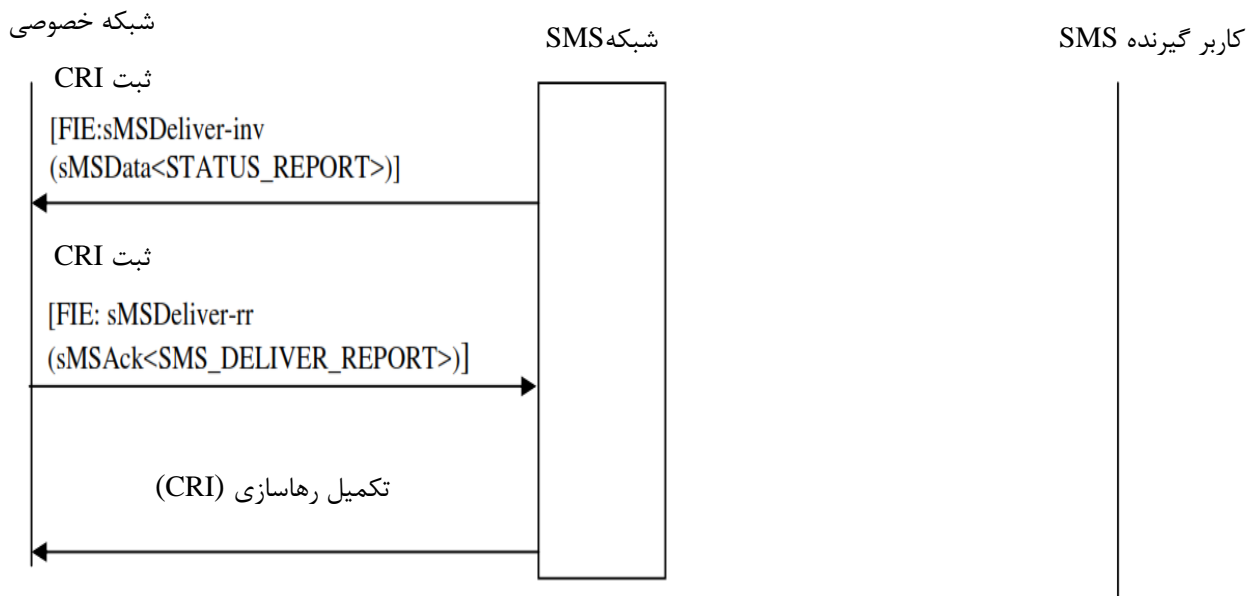 شبکه خصوصی
شبکهSMS
کاربر گیرنده SMS
ثبت CRI
[FIE:sMSDeliver-inv
(sMSData<STATUS_REPORT>)]
ثبت CRI
[FIE: sMSDeliver-rr
(sMSAck<SMS_DELIVER_REPORT>)]
تکمیل رهاسازی (CRI)